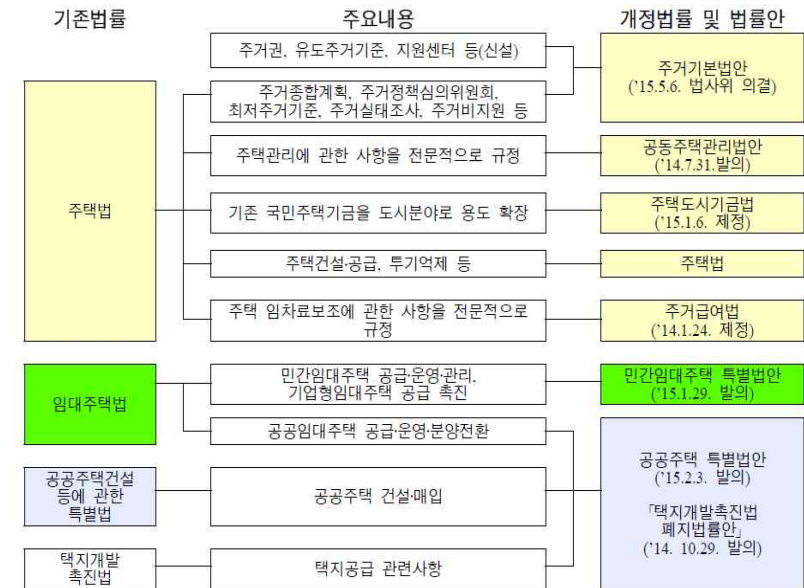 기존법률 주요내용 개정법률 및 법률안
주거권, 유도주거기준, 지원센터 등(신설)
주거종합계획, 주거정책심의위원회,
최저주거기준, 주거실태조사, 주거비지원 등
주거기본법안
('15.5.6. 법사위 의결)
주택법
주택관리에 관한 사항을 전문적으로 규정
공동주택관리법안
('14.7.31.발의)
기존 국민주택기금을 도시분야로 용도 확장
주택도시기금법
('15.1.6. 제정)
주택건설·공급, 투기억제 등
주택법
주택 임차료보조에 관한 사항을 전문적으로
규정
주거급여법
('14.1.24. 제정)
임대주택법
민간임대주택 공급·운영·관리,
기업형임대주택 공급 촉진
민간임대주택 특별법안
('15.1.29. 발의)
공공임대주택 공급·운영·분양전환
공공주택건설
등에 관한
특별법
공공주택 건설·매입
공공주택 특별법안
('15.2.3. 발의)
「택지개발촉진법
폐지법률안」
('14. 10.29. 발의)
택지개발
촉진법
택지공급 관련사항